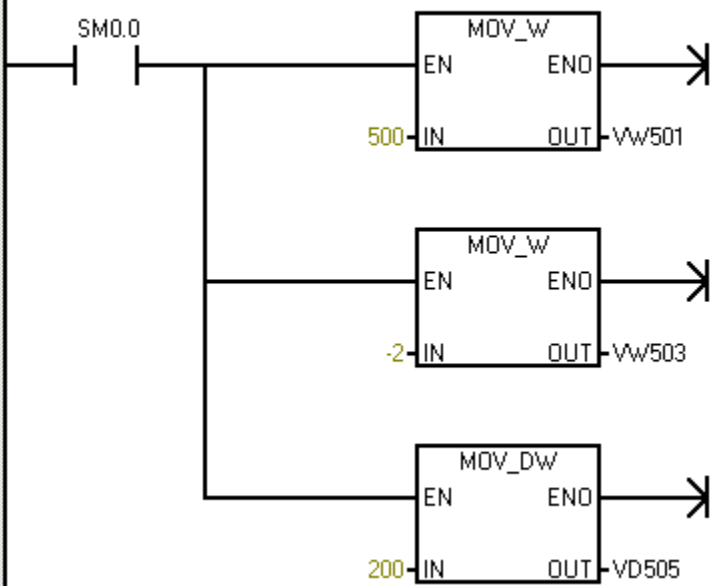 SM0.0
MOV_W
EN ENO
500 IN OUT VW501
MOV_W
EN ENO
-2 IN OUT VW503
MOV_DW
EN ENO
200 IN OUT VD505